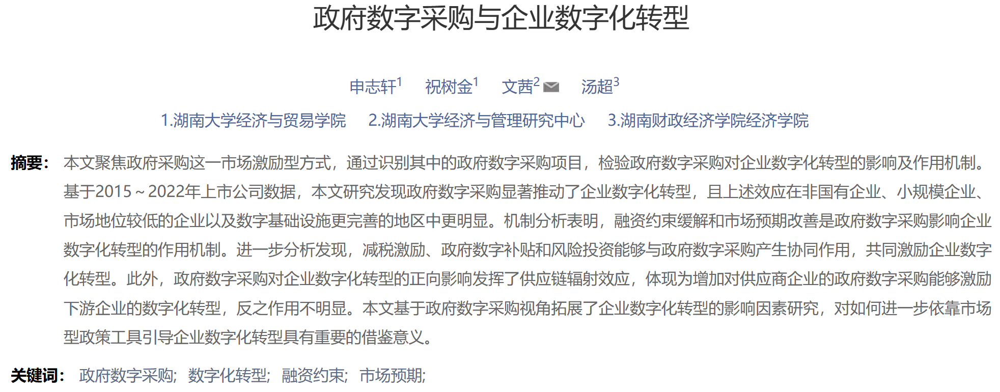 政府数字采购与企业数字化转型
申志轩1 祝树金1 文茜2 汤超3
1.湖南大学经济与贸易学院 2.湖南大学经济与管理研究中心 3.湖南财政经济学院经济学院
摘要： 本文聚焦政府采购这一市场激励型方式，通过识别其中的政府数字采购项目，检验政府数字采购对企业数字化转型的影响及作用机制。
基于2015～2022年上市公司数据，本文研究发现政府数字采购显著推动了企业数字化转型，且上述效应在非国有企业、小规模企业、
市场地位较低的企业以及数字基础设施更完善的地区中更明显。机制分析表明，融资约束缓解和市场预期改善是政府数字采购影响企业
数字化转型的作用机制。进一步分析发现，减税激励、政府数字补贴和风险投资能够与政府数字采购产生协同作用，共同激励企业数字
化转型。此外，政府数字采购对企业数字化转型的正向影响发挥了供应链辐射效应，体现为增加对供应商企业的政府数字采购能够激励
下游企业的数字化转型，反之作用不明显。本文基于政府数字采购视角拓展了企业数字化转型的影响因素研究，对如何进一步依靠市场
型政策工具引导企业数字化转型具有重要的借鉴意义。
关键词： 政府数字采购; 数字化转型; 融资约束; 市场预期;